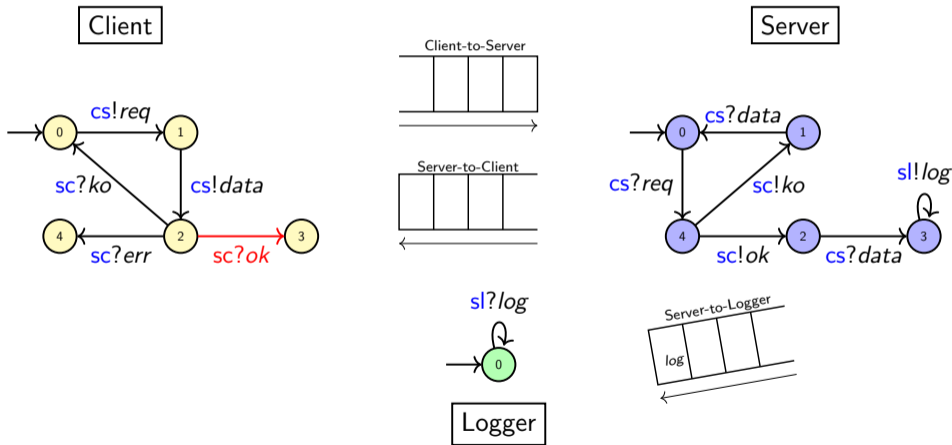 Client
Server
Client-to-Server
cs!req
cs?data
0
1
0
1
Server-to-Client
sc?ko
cs!data
cs?req
sc!ko
sl!log
4
2
3
4
2
3
sc?err
sc?ok
sc!ok
cs?data
sl?log
Server-to-Logger
log
0
Logger